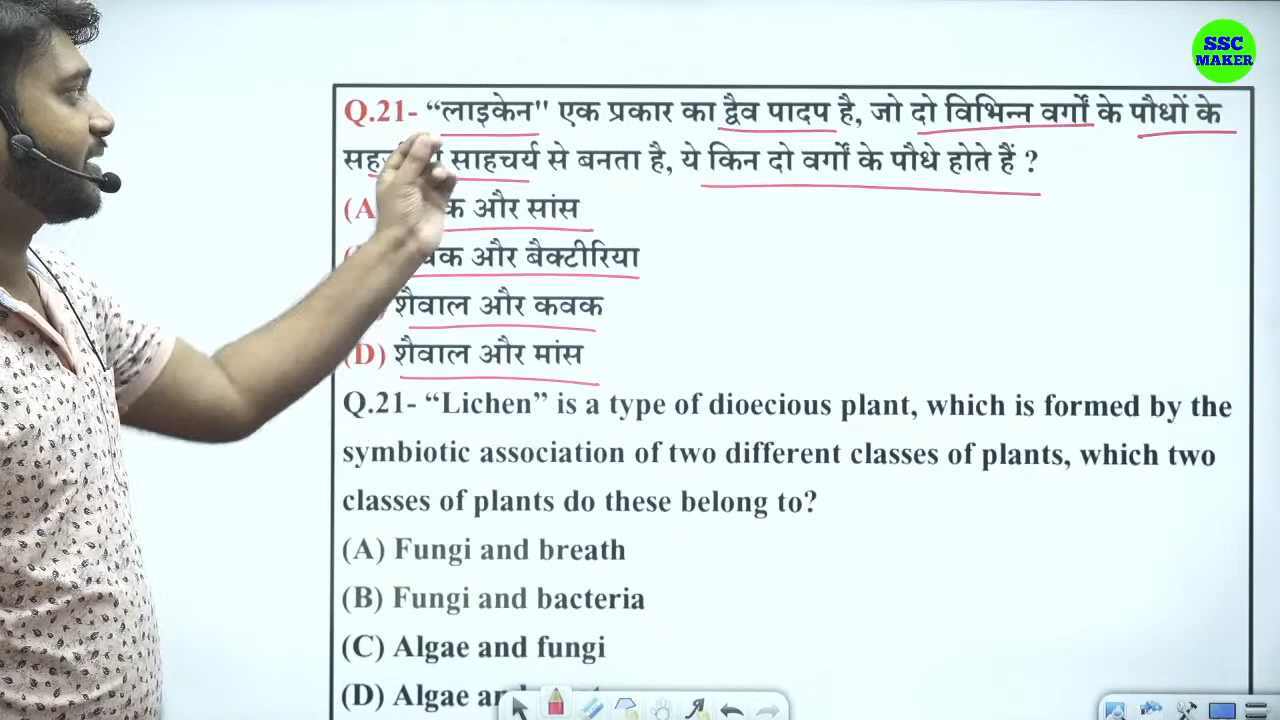 SSC
MAKER
Q.21- “लाइकेन" एक प्रकार का द्वैव पादप है, जो दो विभिन्न वर्गों के पौधों के
साहचर्य से बनता है, ये किन दो वर्गों के पौधे होते हैं ?
और सांस
और बैक्टीरिया
शैवाल और कवक
(D) शैवाल और मांस
Q.21- “Lichen” is a type of dioecious plant, which is formed by the
symbiotic association of two different classes of plants, which two
classes of plants do these belong to?
(A) Fungi and breath
(B) Fungi and bacteria
(C) Algae and fungi
(D) Algae